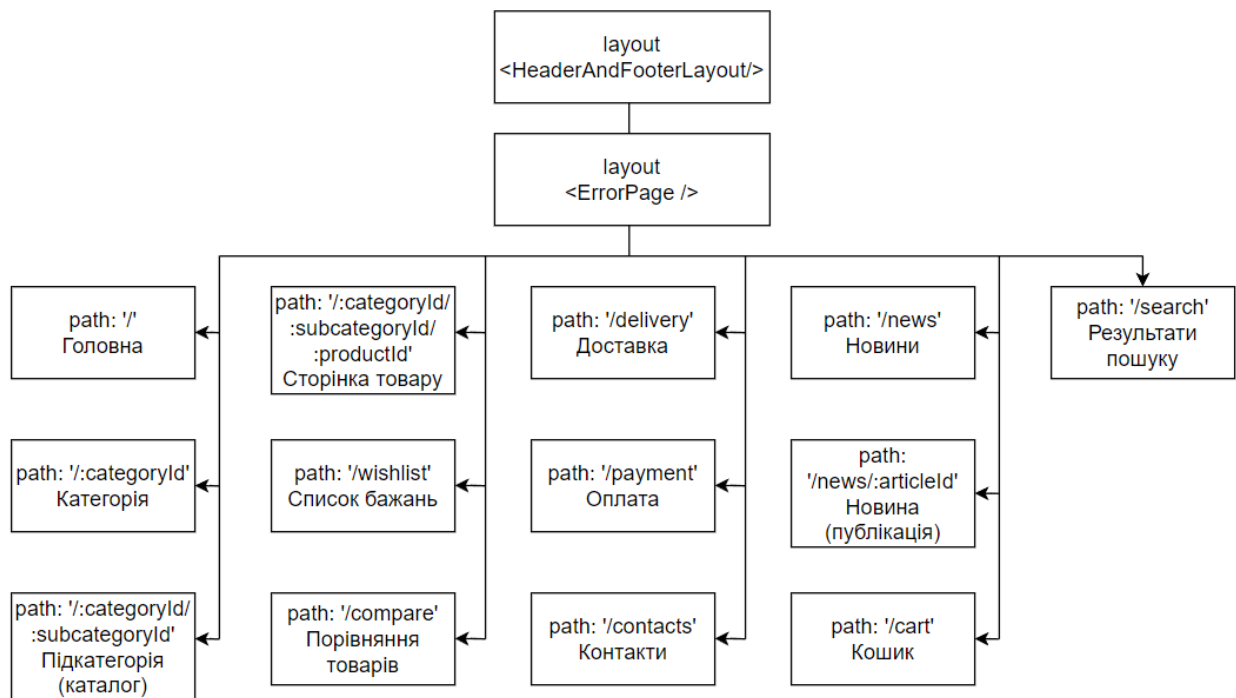 layout
<HeaderAndFooterLayout/>
layout
<ErrorPage />
path: '/'
Головна
path: '/:categoryId'
Категорія
path: '/:categoryId/
:subcategoryId'
Підкатегорія
(каталог)
path: '/:categoryId/
:subcategoryId/
:productId'
Сторінка товару
path: '/wishlist'
Список бажань
path: '/compare'
Порівняння
товарів
path: '/delivery'
Доставка
path: '/payment'
Оплата
path: '/contacts'
Контакти
path: '/news'
Новини
path:
'/news/:articleId'
Новина
(публікація)
path: '/cart'
Кошик
path: '/search'
Результати
пошуку